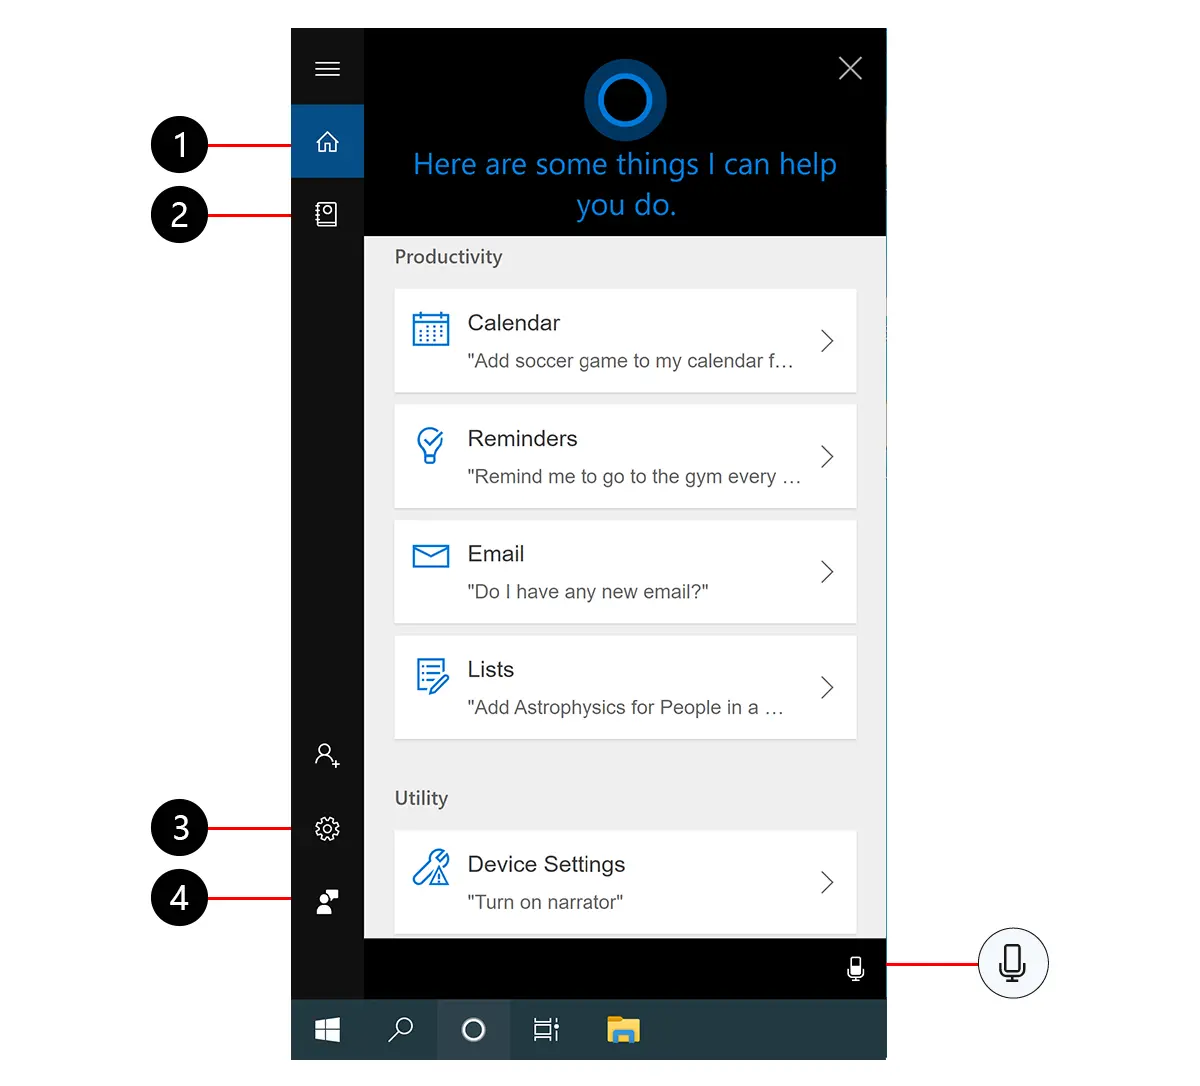 1
2
Here are some things I can help
you do.
Productivity
Calendar
"Add soccer game to my calendar f...
Reminders
"Remind me to go to the gym every ...
Email
"Do I have any new email?"
Lists
"Add Astrophysics for People in a ...
Utility
3
Device Settings
4
"Turn on narrator"